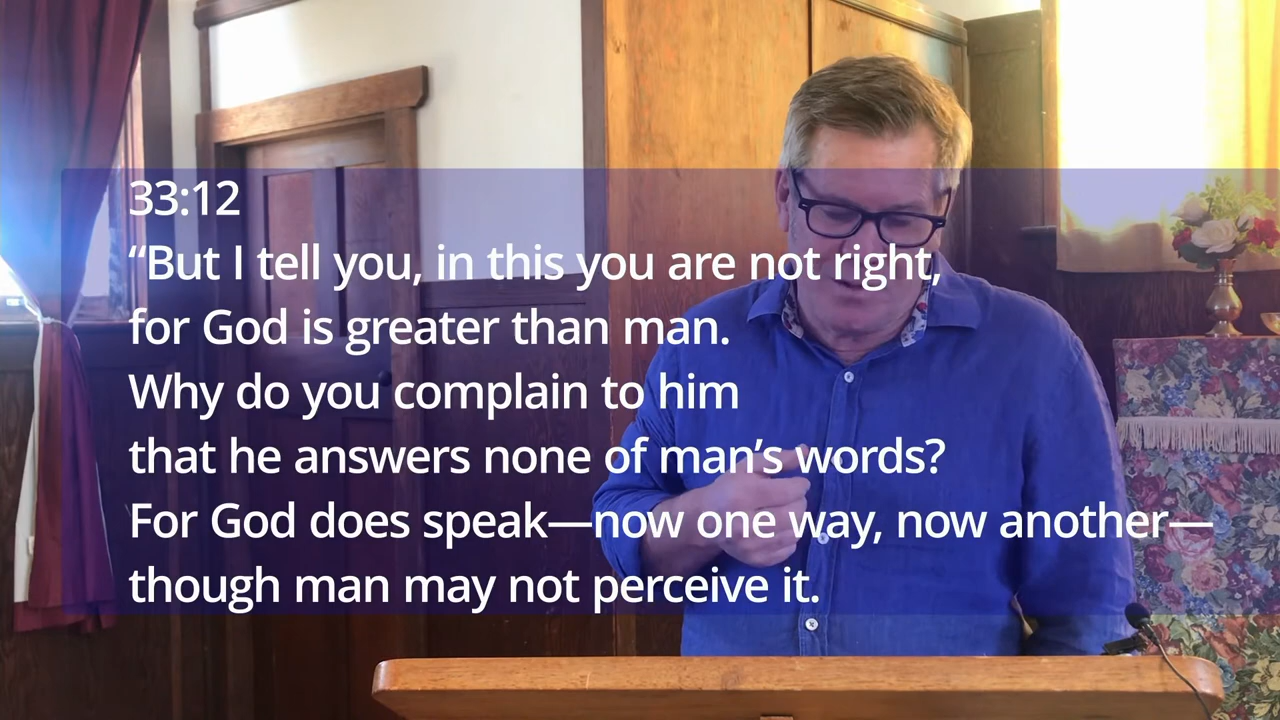 33:12
“But I tell you, in this you are not right,
for God is greater than man.
Why do you complain to him
that he answers none of man’s words?
For God does speak—now one way, now another—
though man may not perceive it.